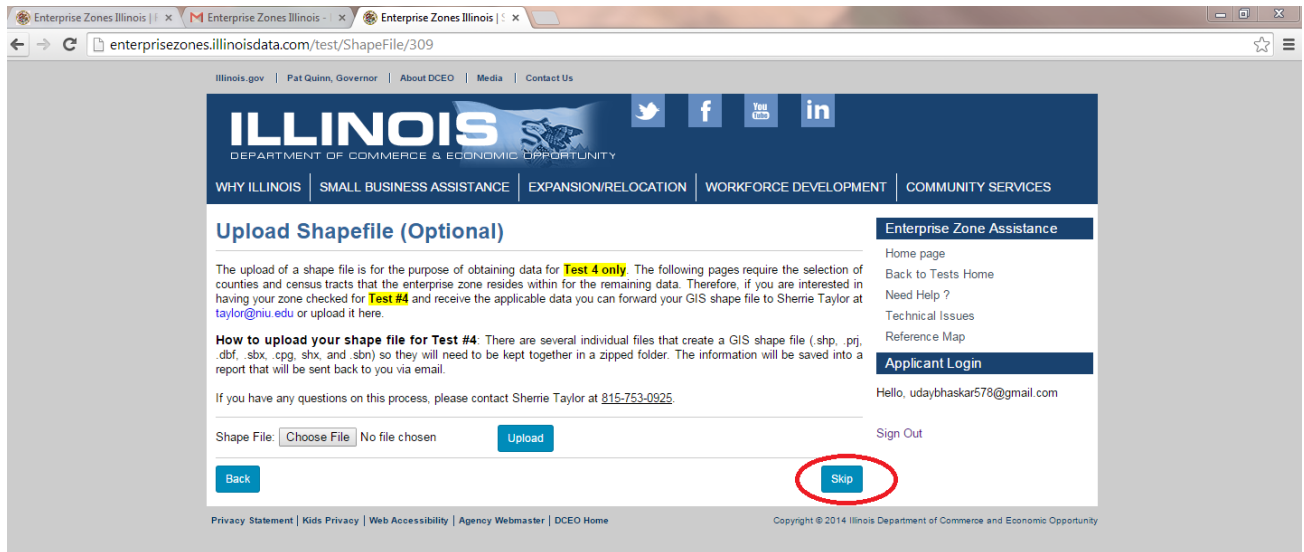 Enterprise Zones Illinois |
Enterprise Zones Illinois -
Enterprise Zones Illinois | S
enterprisezones.illinoisdata.com/test/ShapeFile/309
Illinois.gov | Pat Quinn, Governor | About DCEO | Media | Contact Us
ILLINOIS
DEPARTMENT OF COMMERCE & ECONOMIC OPPORTUNITY
f You Tube in
WHY ILLINOIS SMALL BUSINESS ASSISTANCE EXPANSION/RELOCATION WORKFORCE DEVELOPMENT COMMUNITY SERVICES
Upload Shapefile (Optional)
The upload of a shape file is for the purpose of obtaining data for Test 4 only. The following pages require the selection of
counties and census tracts that the enterprise zone resides within for the remaining data. Therefore, if you are interested in
having your zone checked for Test #4 and receive the applicable data you can forward your GIS shape file to Sherrie Taylor at
taylor@niu.edu or upload it here.
How to upload your shape file for Test #4: There are several individual files that create a GIS shape file (.shp, .prj,
.dbf, .sbx, .cpg, shx, and .sbn) so they will need to be kept together in a zipped folder. The information will be saved into a
report that will be sent back to you via email.
If you have any questions on this process, please contact Sherrie Taylor at 815-753-0925.
Shape File: Choose File No file chosen Upload
Back Skip
Enterprise Zone Assistance
Home page
Back to Tests Home
Need Help ?
Technical Issues
Reference Map
Applicant Login
Hello, udaybhaskar578@gmail.com
Sign Out
Privacy Statement | Kids Privacy | Web Accessibility | Agency Webmaster | DCEO Home
Copyright © 2014 Illinois Department of Commerce and Economic Opportunity